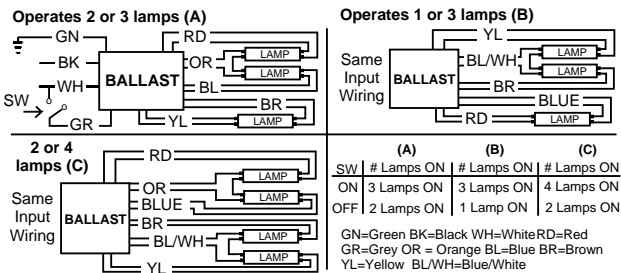 Operates 2 or 3 lamps (A)
GN
BK
WH
SW
GR
BALLAST
RD
OR
BL
BR
YL
LAMP
LAMP
LAMP
Operates 1 or 3 lamps (B)
Same
Input
Wiring
BALLAST
YL
BL/WH
BR
BLUE
RD
LAMP
LAMP
LAMP
2 or 4
lamps (C)
Same
Input
Wiring
BALLAST
RD
OR
BLUE
BR
BL/WH
YL
LAMP
LAMP
LAMP
LAMP
(A) (B) (C)
SW # Lamps ON # Lamps ON # Lamps ON
ON 3 Lamps ON 3 Lamps ON 4 Lamps ON
OFF 2 Lamps ON 1 Lamp ON 2 Lamps ON
GN=Green BK=Black WH=White RD=Red
GR=Grey OR = Orange BL=Blue BR=Brown
YL=Yellow BL/WH=Blue/White